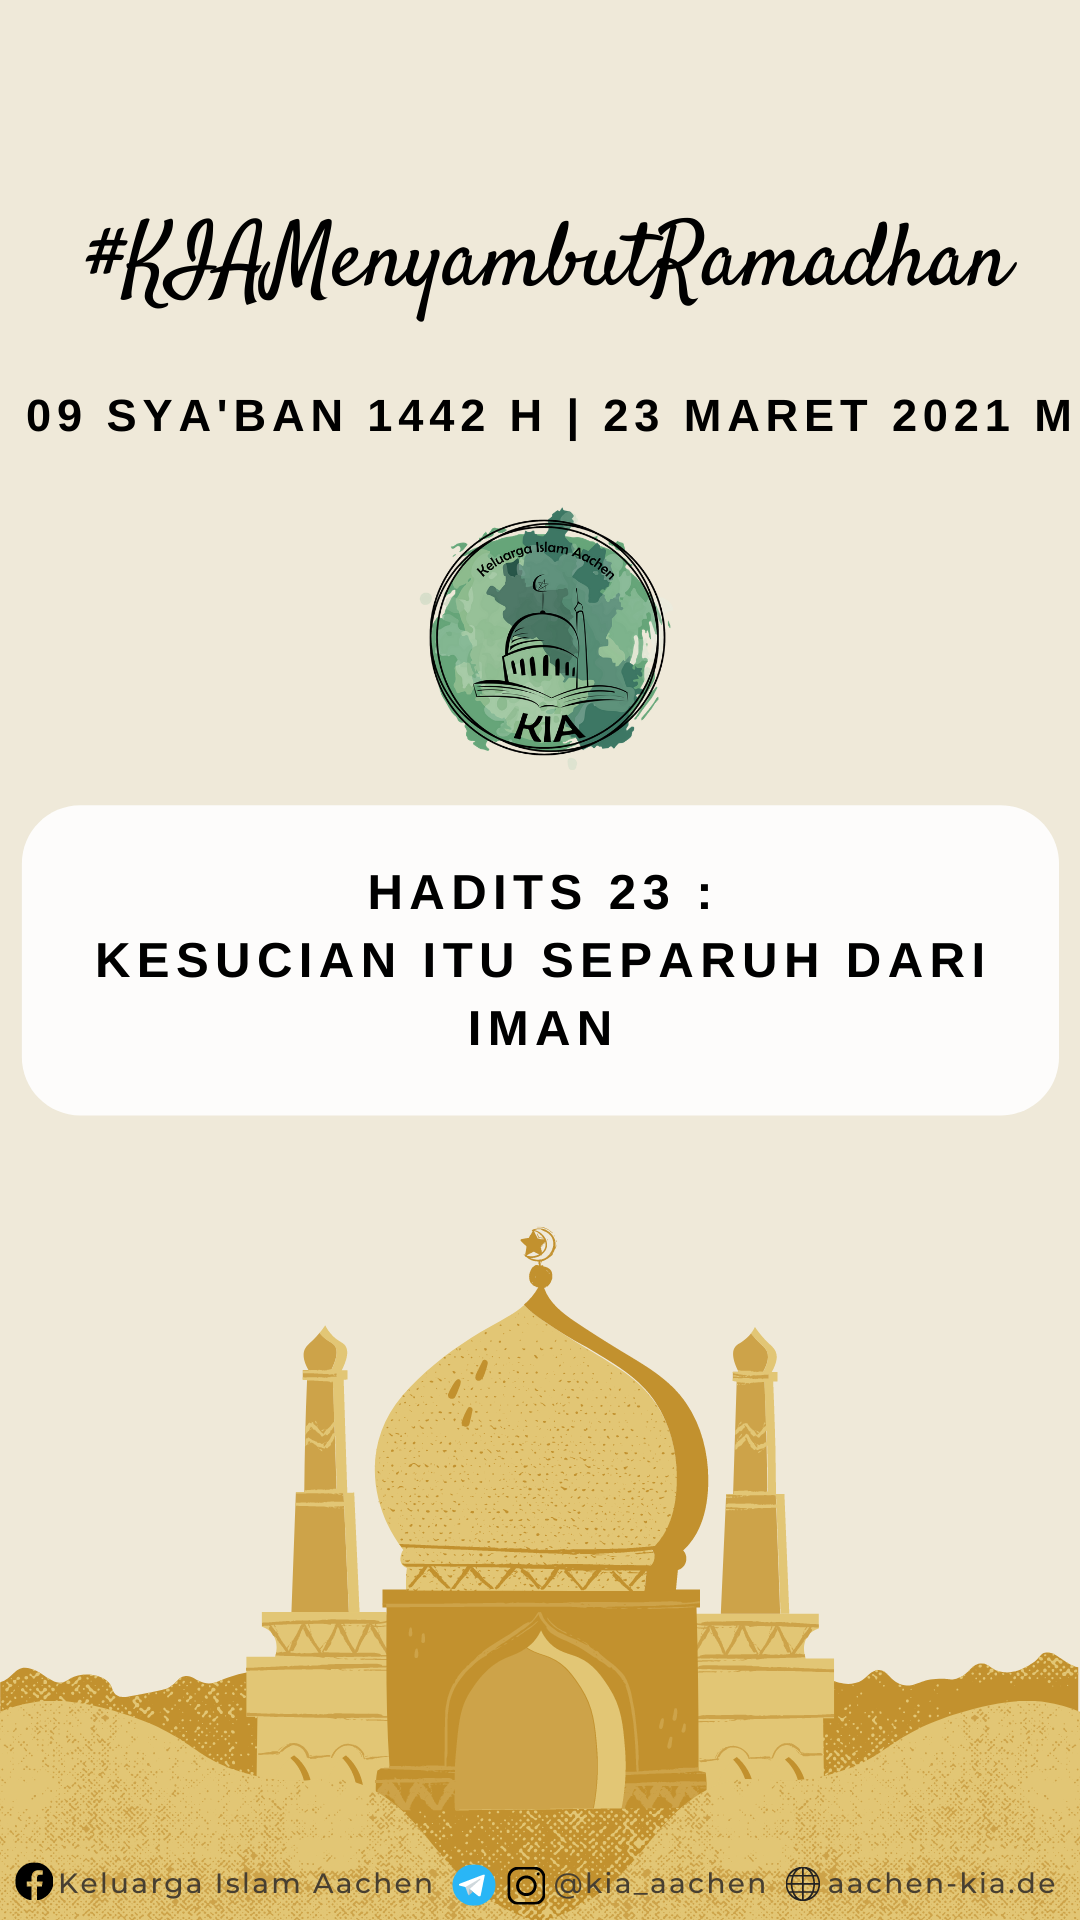 #KIAMenyambutRamadhan
09 SYA'BAN 1442 H | 23 MARET 2021 M
Keluarga Islam Aachen
KIA
HADITS 23 :
KESUCIAN ITU SEPARUH DARI
IMAN
Keluarga Islam Aachen @kia_aachen aachen-kia.de